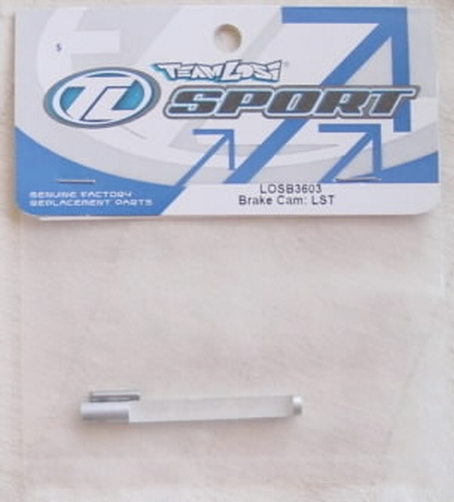 5
TEAM LOSI®
TL SPORT
GENUINE FACTORY
REPLACEMENT PARTS
LOSB3603
Brake Cam: LST